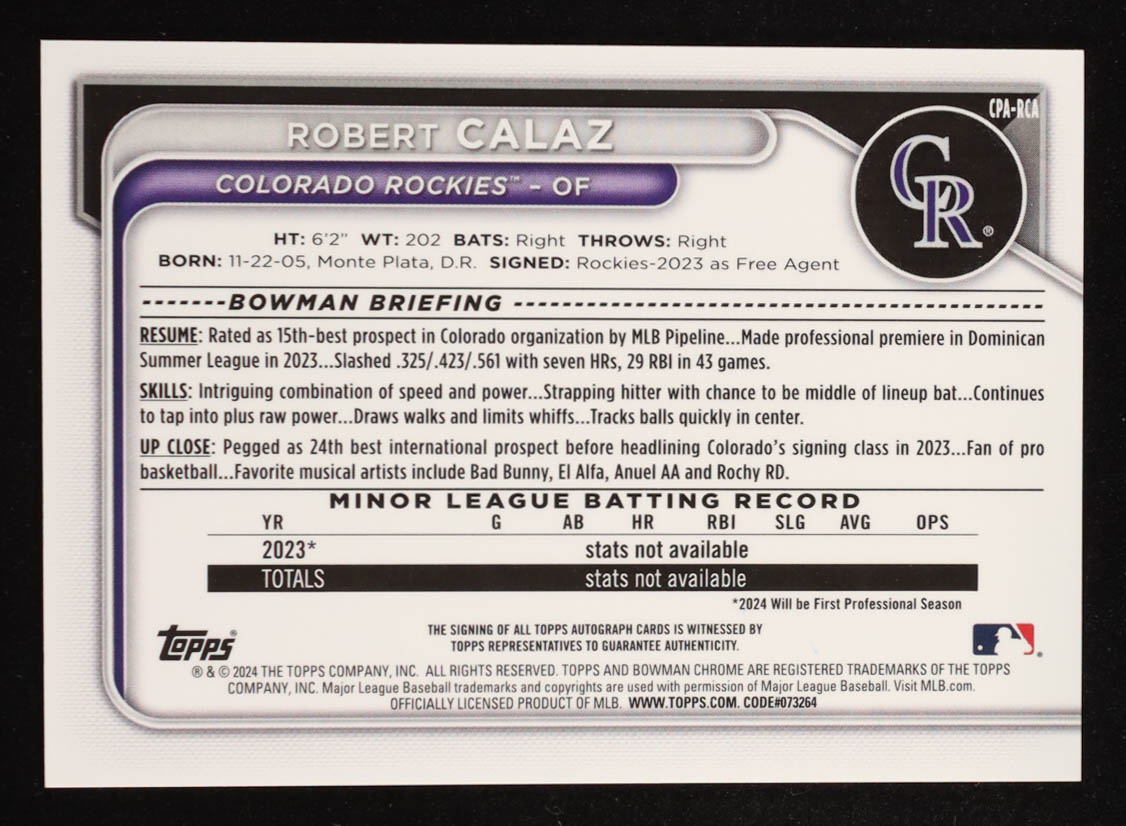 CPA-RCA
ROBERT CALAZ
COLORADO ROCKIES™ - OF
CR®
HT: 6'2" WT: 202 BATS: Right THROWS: Right
BORN: 11-22-05, Monte Plata, D.R. SIGNED: Rockies-2023 as Free Agent
-------BOWMAN BRIEFING -------
RESUME: Rated as 15th-best prospect in Colorado organization by MLB Pipeline...Made professional premiere in Dominican
Summer League in 2023...Slashed .325/.423/.561 with seven HRs, 29 RBI in 43 games.
SKILLS: Intriguing combination of speed and power...Strapping hitter with chance to be middle of lineup bat...Continues
to tap into plus raw power...Draws walks and limits whiffs...Tracks balls quickly in center.
UP CLOSE: Pegged as 24th best international prospect before headlining Colorado's signing class in 2023...Fan of pro
basketball...Favorite musical artists include Bad Bunny, El Alfa, Anuel AA and Rochy RD.
MINOR LEAGUE BATTING RECORD
YR G AB HR RBI SLG AVG OPS
2023* stats not available
TOTALS stats not available
*2024 Will be First Professional Season
Topps®
THE SIGNING OF ALL TOPPS AUTOGRAPH CARDS IS WITNESSED BY
TOPPS REPRESENTATIVES TO GUARANTEE AUTHENTICITY.
® & © 2024 THE TOPPS COMPANY, INC. ALL RIGHTS RESERVED. TOPPS AND BOWMAN CHROME ARE REGISTERED TRADEMARKS OF THE TOPPS
COMPANY, INC. Major League Baseball trademarks and copyrights are used with permission of Major League Baseball. Visit MLB.com.
OFFICIALLY LICENSED PRODUCT OF MLB. WWW.TOPPS.COM. CODE#073264